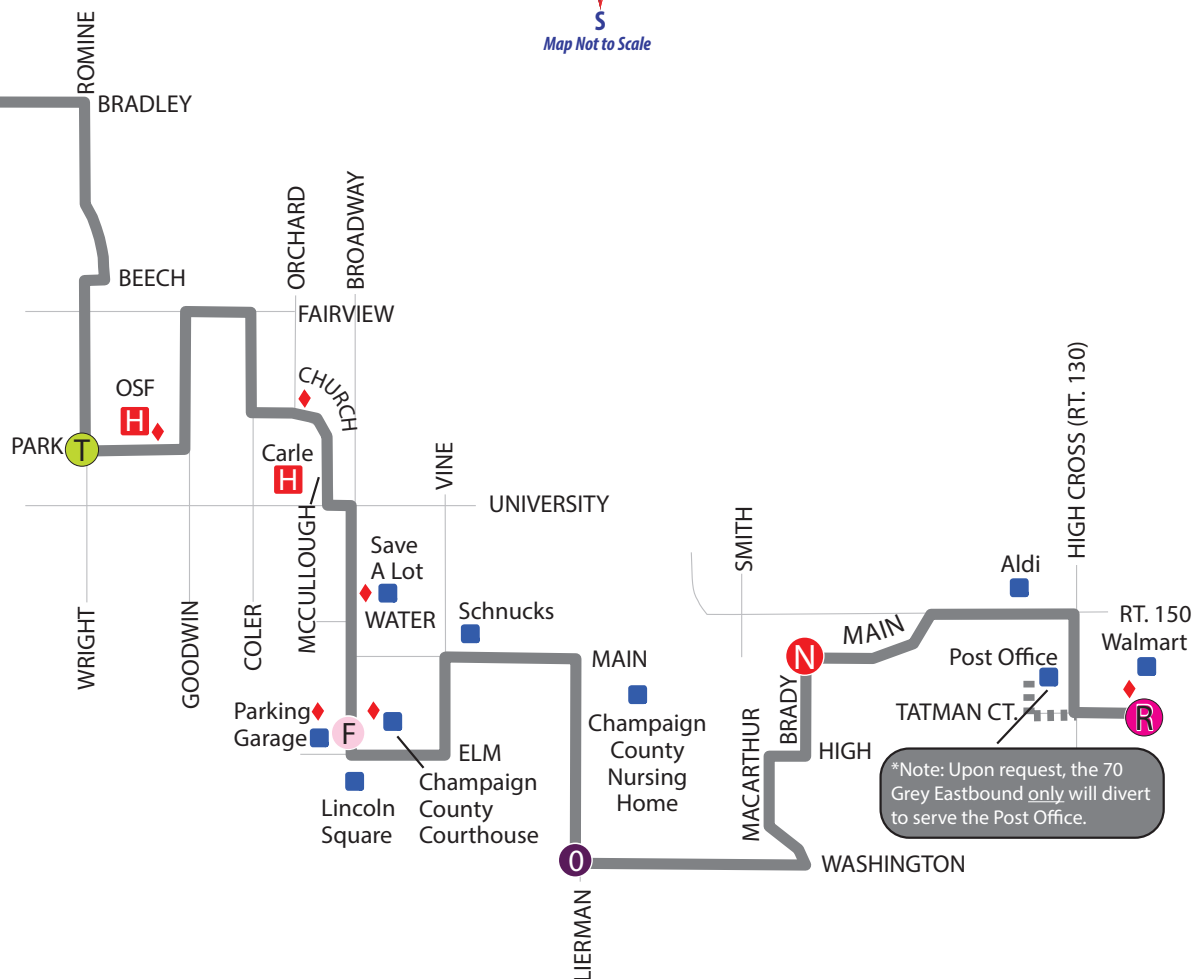 S
Map Not to Scale
ROMINE
BRADLEY
ORCHARD
BROADWAY
BEECH
FAIRVIEW
CHURCH
OSF
H
PARK
T
Carle
H
VINE
UNIVERSITY
MCCULLOUGH
HIGH CROSS (RT. 130)
SMITH
Save
A Lot
WATER
Aldi
WRIGHT
GOODWIN
COLER
Schnucks
MAIN
RT. 150
Walmart
MAIN
N
Post Office
Parking
Garage
F
Champaign
County
Nursing
Home
MACARTHUR
BRADY
TATMAN CT.
R
ELM
HIGH
Lincoln
Square
Champaign
County
Courthouse
*Note: Upon request, the 70
Grey Eastbound only will divert
to serve the Post Office.
O
WASHINGTON
LIERMAN